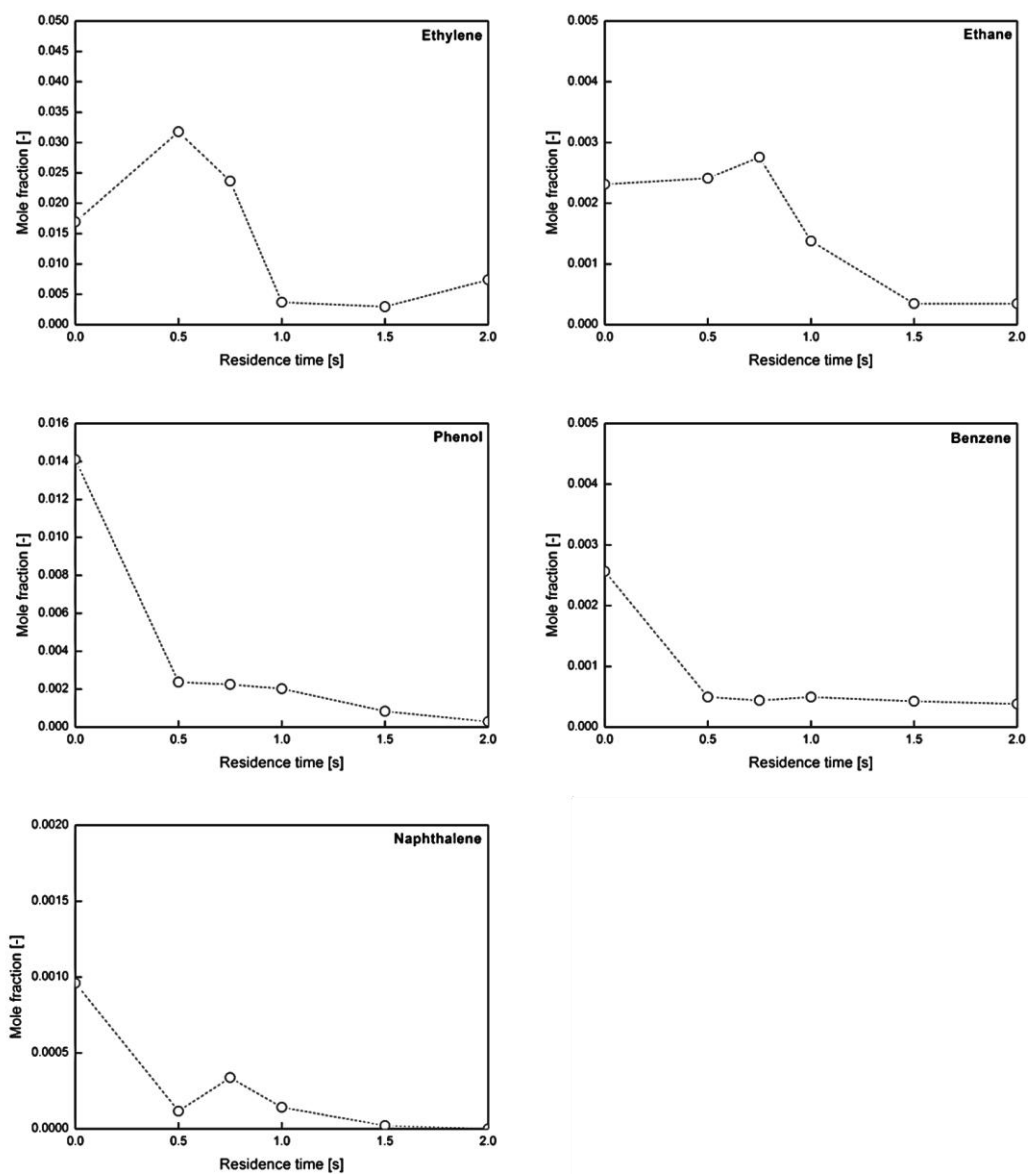 Ethylene
0.050
0.045
0.040
0.035
0.030
0.025
0.020
0.015
0.010
0.005
0.000
Mole fraction [-]
0.0 0.5 1.0 1.5 2.0
Residence time [s]
Ethane
0.005
0.004
0.003
0.002
0.001
0.000
Mole fraction [-]
0.0 0.5 1.0 1.5 2.0
Residence time [s]
Phenol
0.016
0.014
0.012
0.010
0.008
0.006
0.004
0.002
0.000
Mole fraction [-]
0.0 0.5 1.0 1.5 2.0
Residence time [s]
Benzene
0.005
0.004
0.003
0.002
0.001
0.000
Mole fraction [-]
0.0 0.5 1.0 1.5 2.0
Residence time [s]
Naphthalene
0.0020
0.0015
0.0010
0.0005
0.0000
Mole fraction [-]
0.0 0.5 1.0 1.5 2.0
Residence time [s]